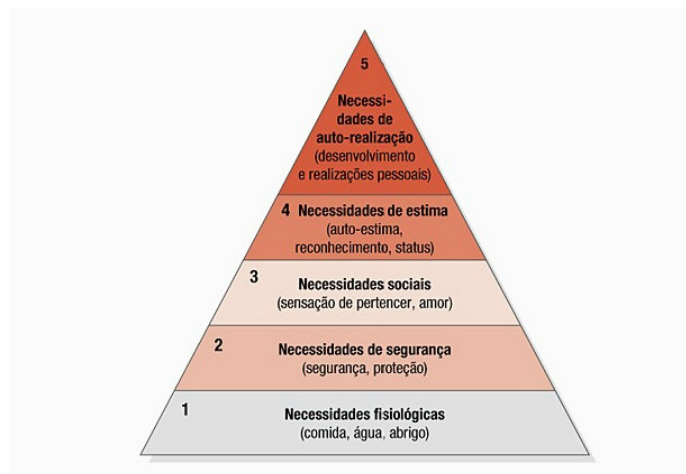 5
Necessi-
dades de
auto-realização
(desenvolvimento
e realizações pessoais)
4 Necessidades de estima
(auto-estima,
reconhecimento, status)
3
Necessidades sociais
(sensação de pertencer, amor)
2
Necessidades de segurança
(segurança, proteção)
1
Necessidades fisiológicas
(comida, água, abrigo)